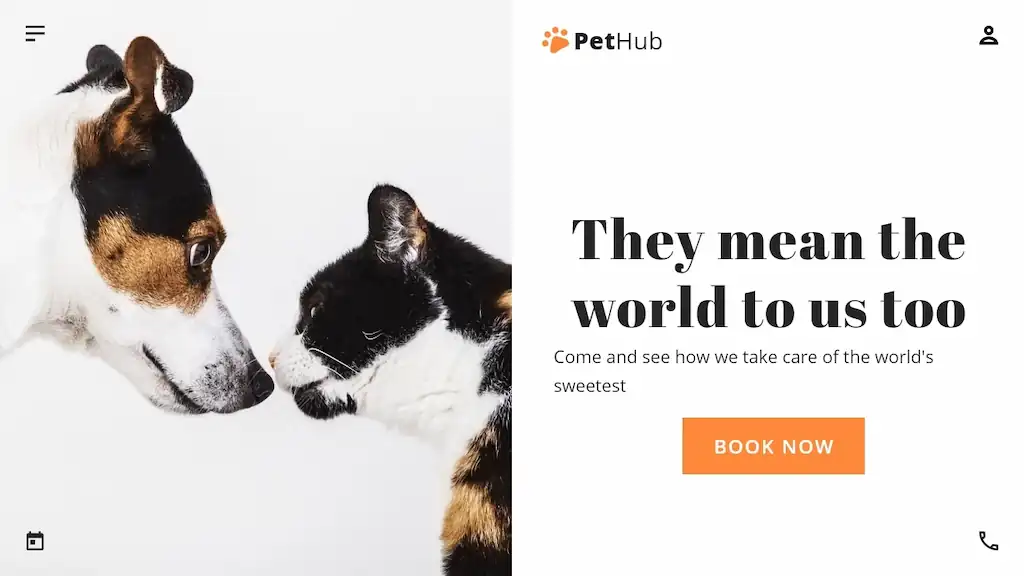 PetHub
They mean the
world to us too
Come and see how we take care of the world's
sweetest
BOOK NOW